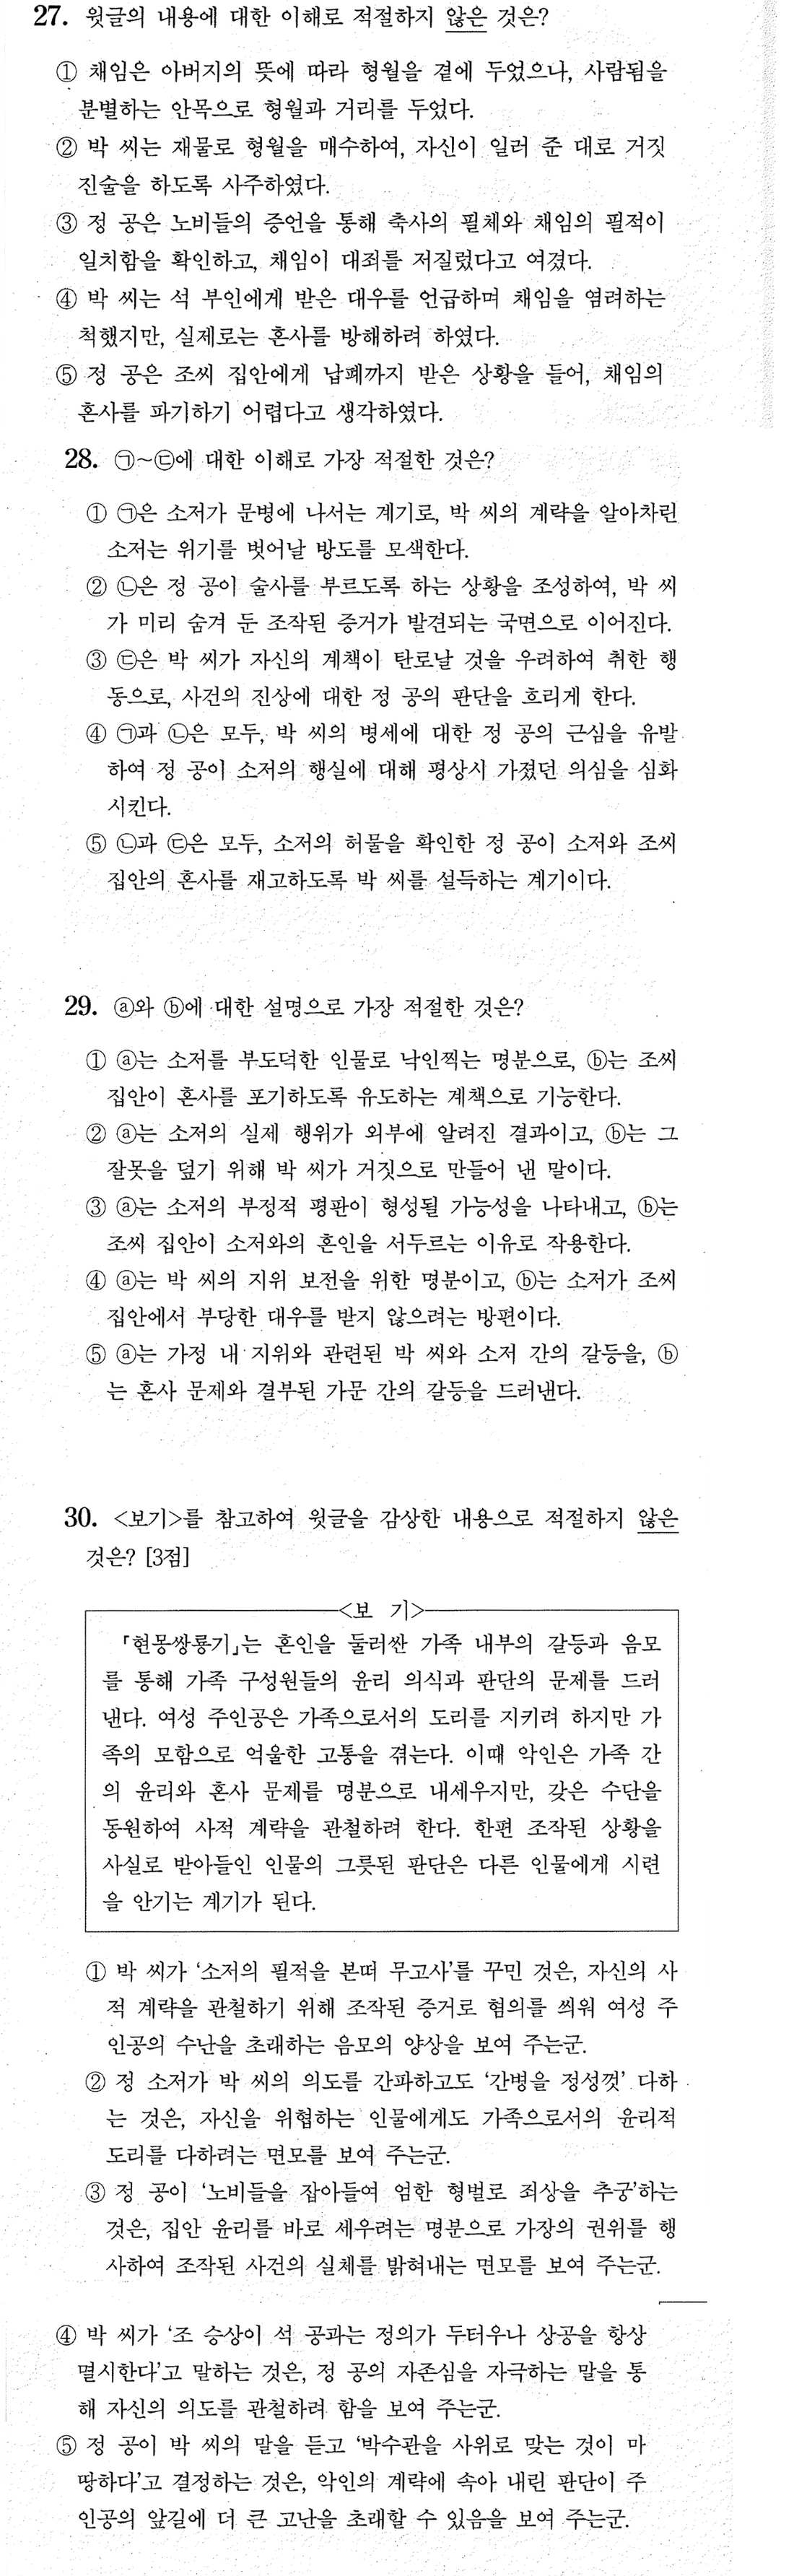 27. 윗글의 내용에 대한 이해로 적절하지 않은 것은?
① 채임은 아버지의 뜻에 따라 형월을 곁에 두었으나, 사람됨을
분별하는 안목으로 형월과 거리를 두었다.
② 박 씨는 재물로 형월을 매수하여, 자신이 일러 준 대로 거짓
진술을 하도록 사주하였다.
③ 정 공은 노비들의 증언을 통해 축사의 필체와 채임의 필적이
일치함을 확인하고, 채임이 대죄를 저질렀다고 여겼다.
④ 박 씨는 석 부인에게 받은 대우를 언급하며 채임을 염려하는
척했지만, 실제로는 혼사를 방해하려 하였다.
⑤ 정 공은 조씨 집안에게 납폐까지 받은 상황을 들어, 채임의
혼사를 파기하기 어렵다고 생각하였다.
28. ㉠~㉢에 대한 이해로 가장 적절한 것은?
① ㉠은 소저가 문병에 나서는 계기로, 박 씨의 계략을 알아차린
소저는 위기를 벗어날 방도를 모색한다.
② ㉡은 정 공이 술사를 부르도록 하는 상황을 조성하여, 박 씨
가 미리 숨겨 둔 조작된 증거가 발견되는 국면으로 이어진다.
③ ㉢은 박 씨가 자신의 계책이 탄로날 것을 우려하여 취한 행
동으로, 사건의 진상에 대한 정 공의 판단을 흐리게 한다.
④ ㉠과 ㉡은 모두, 박 씨의 병세에 대한 정 공의 근심을 유발
하여 정 공이 소저의 행실에 대해 평상시 가졌던 의심을 심화
시킨다.
⑤ ㉡과 ㉢은 모두, 소저의 허물을 확인한 정 공이 소저와 조씨
집안의 혼사를 재고하도록 박 씨를 설득하는 계기이다.
29. ⓐ와 ⓑ에 대한 설명으로 가장 적절한 것은?
① ⓐ는 소저를 부도덕한 인물로 낙인찍는 명분으로, ⓑ는 조씨
집안이 혼사를 포기하도록 유도하는 계책으로 기능한다.
② ⓐ는 소저의 실제 행위가 외부에 알려진 결과이고, ⓑ는 그
잘못을 덮기 위해 박 씨가 거짓으로 만들어 낸 말이다.
③ ⓐ는 소저의 부정적 평판이 형성될 가능성을 나타내고, ⓑ는
조씨 집안이 소저와의 혼인을 서두르는 이유로 작용한다.
④ ⓐ는 박 씨의 지위 보전을 위한 명분이고, ⓑ는 소저가 조씨
집안에서 부당한 대우를 받지 않으려는 방편이다.
⑤ ⓐ는 가정 내 지위와 관련된 박 씨와 소저 간의 갈등을, ⓑ
는 혼사 문제와 결부된 가문 간의 갈등을 드러낸다.
30. <보기>를 참고하여 윗글을 감상한 내용으로 적절하지 않은
것은? [3점]
<보 기>
「현몽쌍룡기」는 혼인을 둘러싼 가족 내부의 갈등과 음모
를 통해 가족 구성원들의 윤리 의식과 판단의 문제를 드러
낸다. 여성 주인공은 가족으로서의 도리를 지키려 하지만 가
족의 모함으로 억울한 고통을 겪는다. 이때 악인은 가족 간
의 윤리와 혼사 문제를 명분으로 내세우지만, 갖은 수단을
동원하여 사적 계략을 관철하려 한다. 한편 조작된 상황을
사실로 받아들인 인물의 그릇된 판단은 다른 인물에게 시련
을 안기는 계기가 된다.
① 박 씨가 ‘소저의 필적을 본떠 무고사’를 꾸민 것은, 자신의 사
적 계략을 관철하기 위해 조작된 증거로 혐의를 씌워 여성 주
인공의 수난을 초래하는 음모의 양상을 보여 주는군.
② 정 소저가 박 씨의 의도를 간파하고도 ‘간병을 정성껏’ 다하
는 것은, 자신을 위협하는 인물에게도 가족으로서의 윤리적
도리를 다하려는 면모를 보여 주는군.
③ 정 공이 ‘노비들을 잡아들여 엄한 형벌로 죄상을 추궁’하는
것은, 집안 윤리를 바로 세우려는 명분으로 가장의 권위를 행
사하여 조작된 사건의 실체를 밝혀내는 면모를 보여 주는군.
④ 박 씨가 ‘조 승상이 석 공과는 정의가 두터우나 상공을 항상
멸시한다’고 말하는 것은, 정 공의 자존심을 자극하는 말을 통
해 자신의 의도를 관철하려 함을 보여 주는군.
⑤ 정 공이 박 씨의 말을 듣고 ‘박수관을 사위로 맞는 것이 마
땅하다’고 결정하는 것은, 악인의 계략에 속아 내린 판단이 주
인공의 앞길에 더 큰 고난을 초래할 수 있음을 보여 주는군.